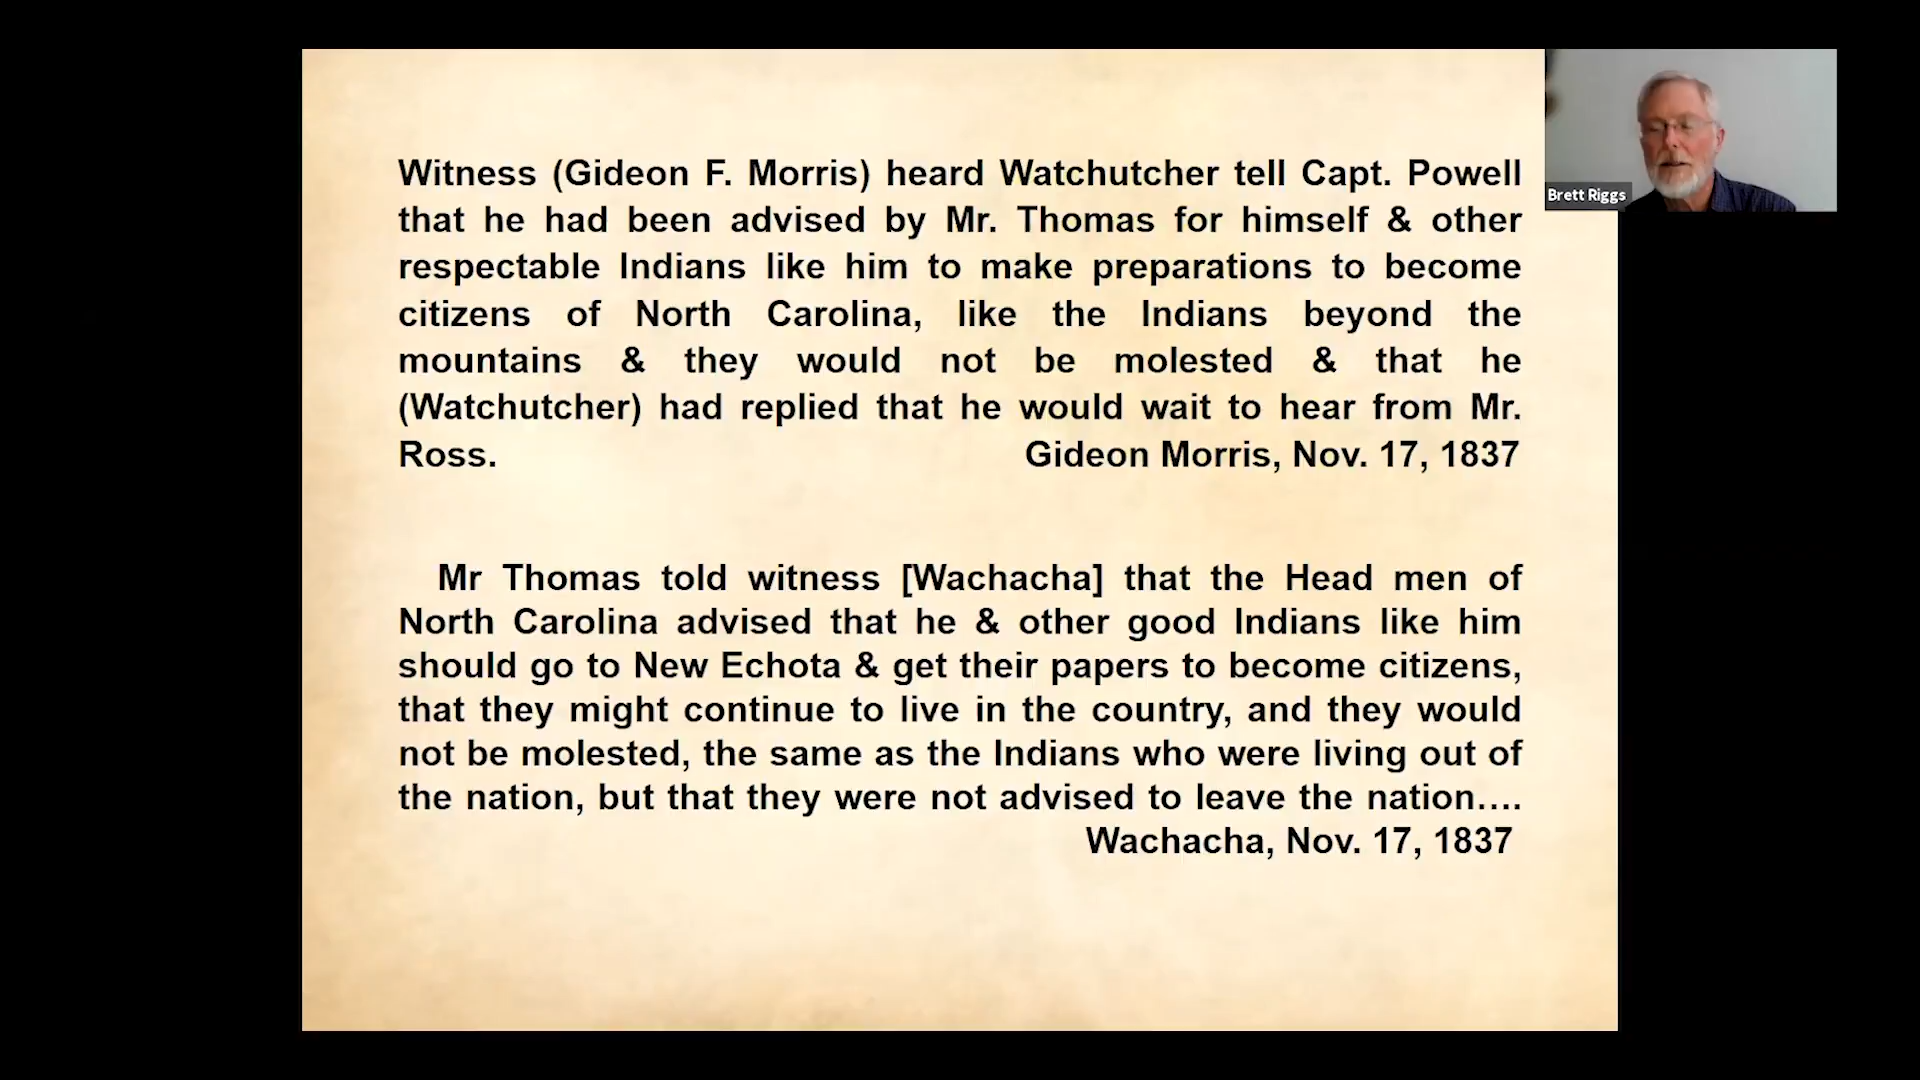 Witness (Gideon F. Morris) heard Watchutcher tell Capt. Powell
that he had been advised by Mr. Thomas for himself & other
respectable Indians like him to make preparations to become
citizens of North Carolina, like the Indians beyond the
mountains & they would not be molested & that he
(Watchutcher) had replied that he would wait to hear from Mr.
Ross. Gideon Morris, Nov. 17, 1837
Mr Thomas told witness [Wachacha] that the Head men of
North Carolina advised that he & other good Indians like him
should go to New Echota & get their papers to become citizens,
that they might continue to live in the country, and they would
not be molested, the same as the Indians who were living out of
the nation, but that they were not advised to leave the nation....
Wachacha, Nov. 17, 1837
Brett Riggs